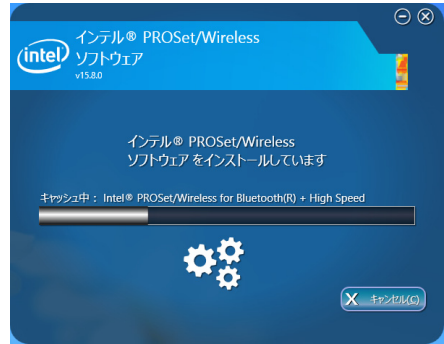 intel
インテル® PROSet/Wireless
ソフトウェア
v15.8.0
インテル® PROSet/Wireless
ソフトウェア をインストールしています
キャッシュ中： Intel® PROSet/Wireless for Bluetooth(R) + High Speed
X キャンセル(C)